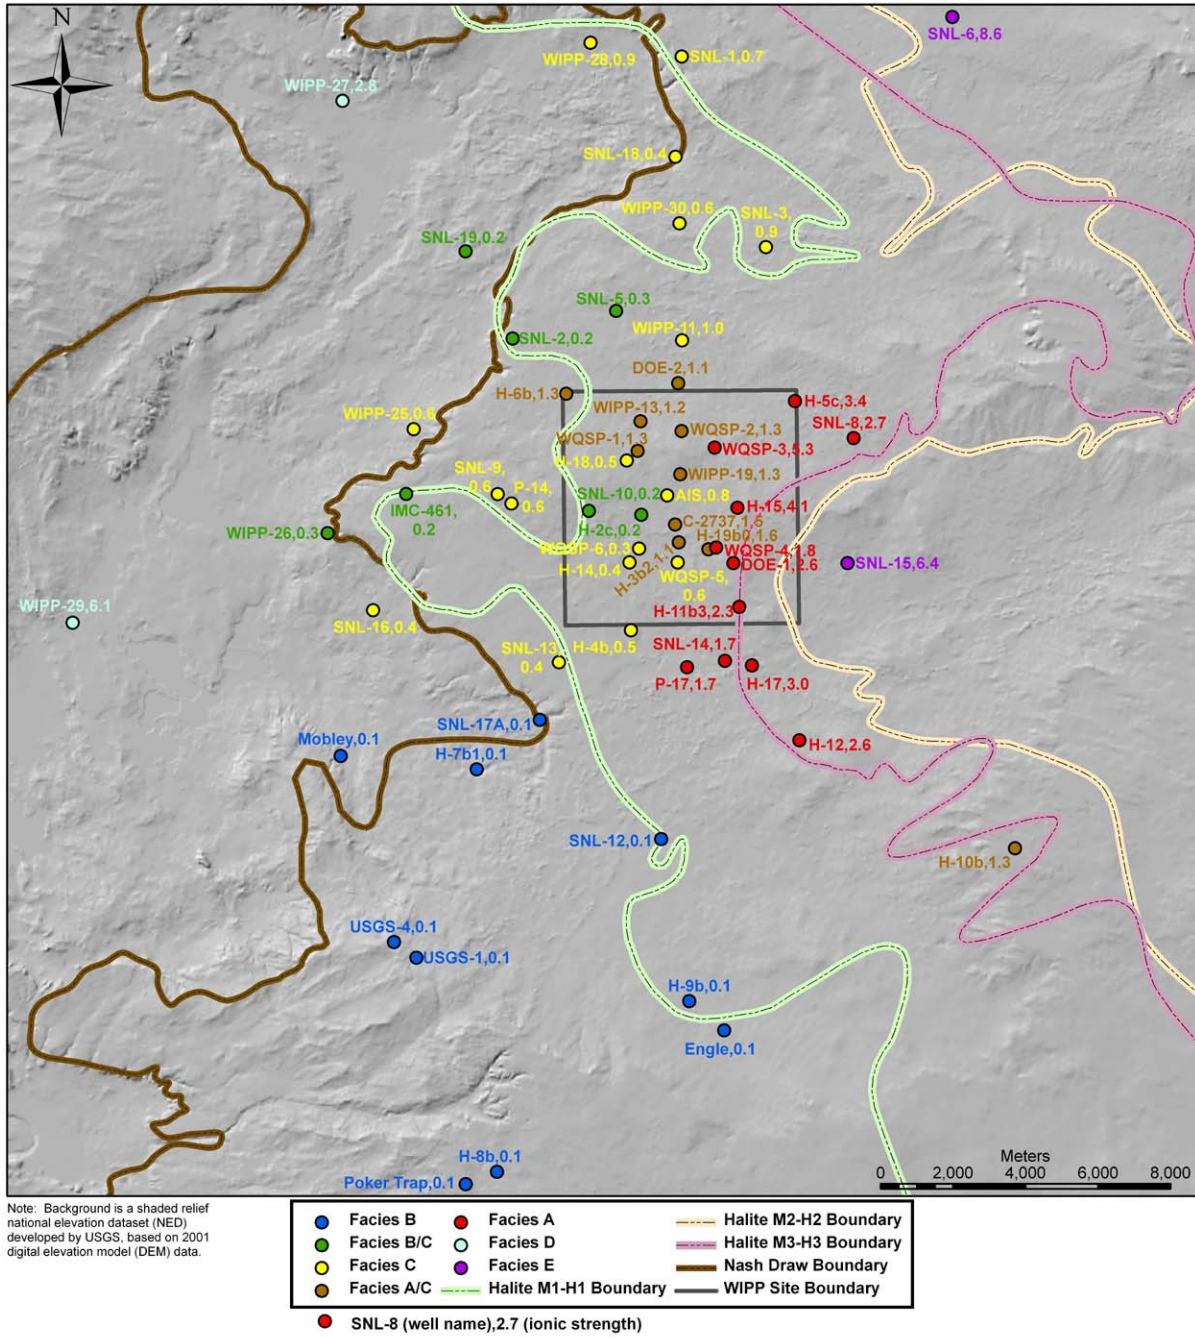 N
SNL-6,8.6
WIPP-28,0.9
SNL-1,0.7
WIPP-27,2.8
SNL-18,0.4
WIPP-30,0.6
SNL-3,
0.9
SNL-19,0.2
SNL-5,0.3
SNL-2,0.2
WIPP-11,1.0
DOE-2,1.1
H-6b,1.3
H-5c,3.4
WIPP-25,0.6
WIPP-13,1.2
SNL-8,2.7
WQSP-2,1.3
WQSP-1,1.3
WQSP-3,5.3
H-18,0.5
SNL-9,
0.6
P-14,
0.6
WIPP-19,1.3
SNL-10,0.2
AIS,0.8
IMC-461,
0.2
H-15,4.1
H-2c,0.2
C-2737,1.5
WIPP-26,0.3
H-19b0,1.6
WQSP-6,0.3
WQSP-4,1.8
H-14,0.4
H-3b2,1.1
DOE-1,2.6
SNL-15,6.4
WQSP-5,
0.6
WIPP-29,6.1
SNL-16,0.4
H-11b3,2.3
SNL-13
0.4
H-4b,0.5
SNL-14,1.7
P-17,1.7
H-17,3.0
SNL-17A,0.1
Mobley,0.1
H-7b1,0.1
H-12,2.6
SNL-12,0.1
H-10b,1.3
USGS-4,0.1
USGS-1,0.1
H-9b,0.1
Engle,0.1
H-8b,0.1
Poker Trap,0.1
Meters
0 2,000 4,000 6,000 8,000
Note: Background is a shaded relief
national elevation dataset (NED)
developed by USGS, based on 2001
digital elevation model (DEM) data.
Facies B
Facies B/C
Facies C
Facies A/C
Facies A
Facies D
Facies E
Halite M1-H1 Boundary
Halite M2-H2 Boundary
Halite M3-H3 Boundary
Nash Draw Boundary
WIPP Site Boundary
SNL-8 (well name),2.7 (ionic strength)